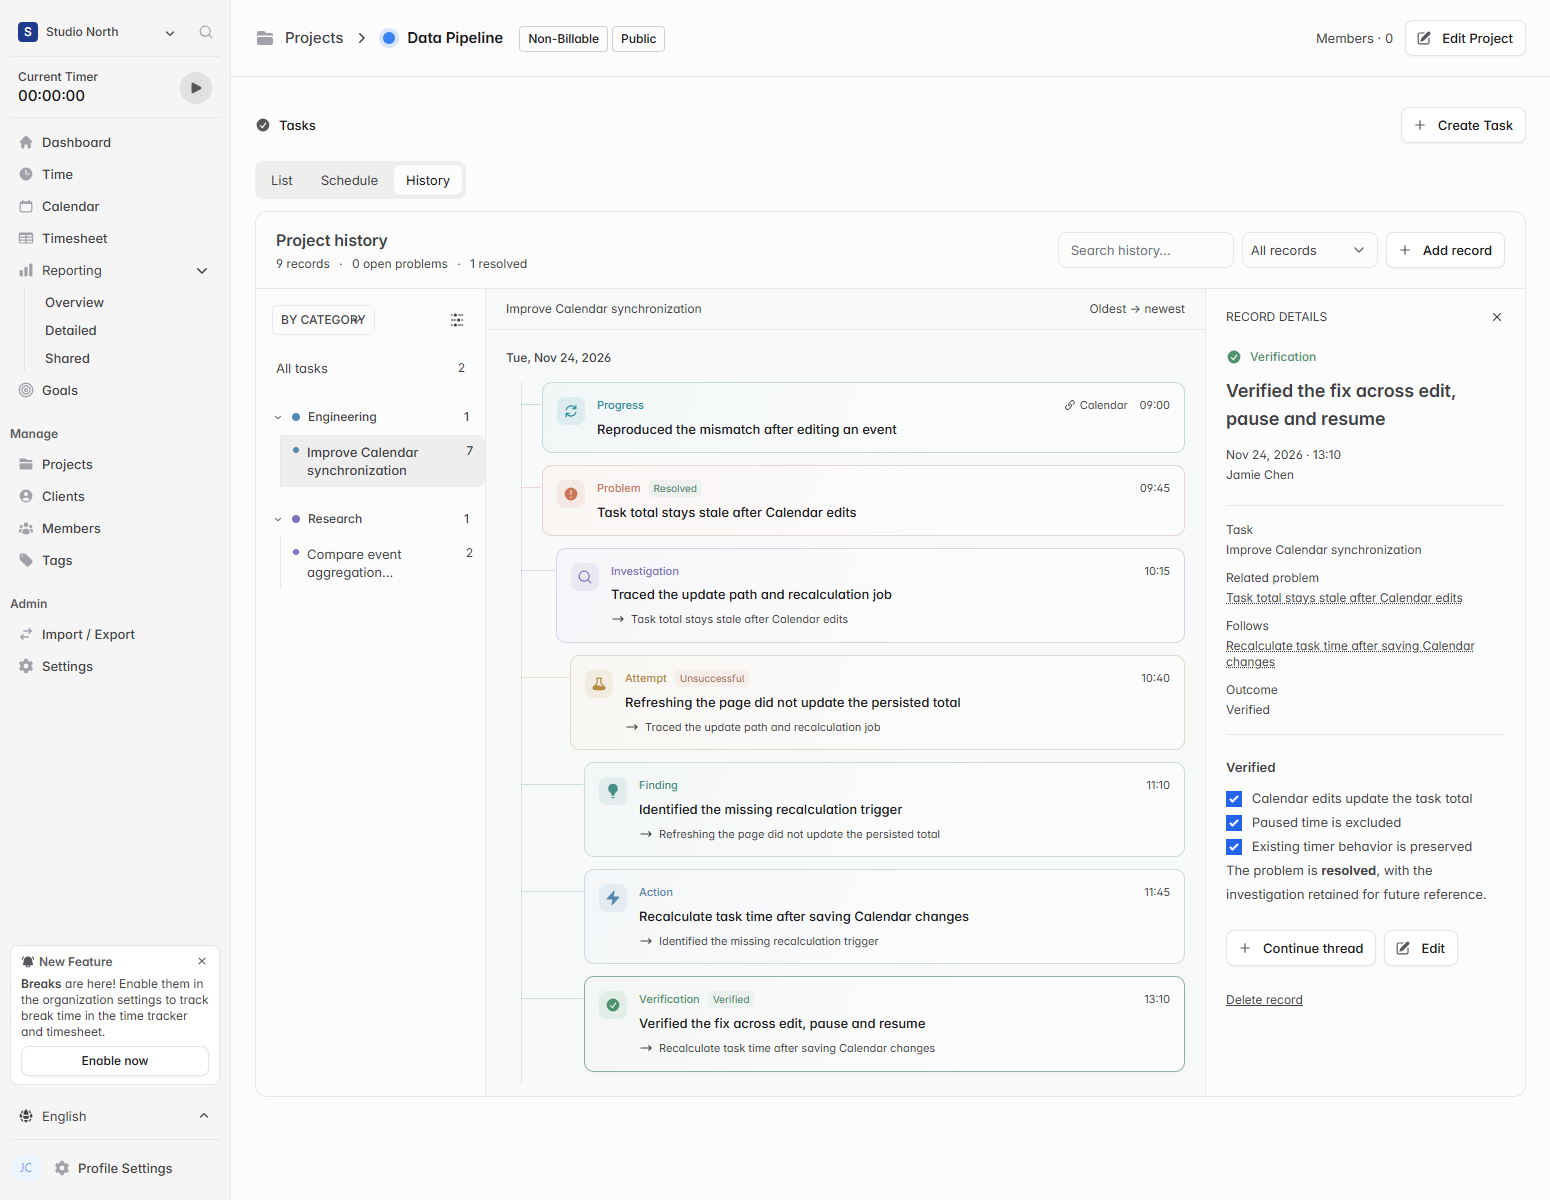 S Studio North
Current Timer
00:00:00
Dashboard
Time
Calendar
Timesheet
Reporting
Overview
Detailed
Shared
Goals
Manage
Projects
Clients
Members
Tags
Admin
Import / Export
Settings
New Feature
Breaks are here! Enable them in
the organization settings to track
break time in the time tracker
and timesheet.
Enable now
English
JC Profile Settings
Projects > Data Pipeline Non-Billable Public
Members · 0 Edit Project
Tasks
Create Task
List Schedule History
Project history
9 records · 0 open problems · 1 resolved
Search history...
All records
Add record
BY CATEGORY
All tasks 2
Engineering 1
Improve Calendar 7
synchronization
Research 1
Compare event 2
aggregation...
Improve Calendar synchronization Oldest → newest
Tue, Nov 24, 2026
Progress Calendar 09:00
Reproduced the mismatch after editing an event
Problem Resolved 09:45
Task total stays stale after Calendar edits
Investigation 10:15
Traced the update path and recalculation job
→ Task total stays stale after Calendar edits
Attempt Unsuccessful 10:40
Refreshing the page did not update the persisted total
→ Traced the update path and recalculation job
Finding 11:10
Identified the missing recalculation trigger
→ Refreshing the page did not update the persisted total
Action 11:45
Recalculate task time after saving Calendar changes
→ Identified the missing recalculation trigger
Verification Verified 13:10
Verified the fix across edit, pause and resume
→ Recalculate task time after saving Calendar changes
RECORD DETAILS
Verification
Verified the fix across edit,
pause and resume
Nov 24, 2026 · 13:10
Jamie Chen
Task
Improve Calendar synchronization
Related problem
Task total stays stale after Calendar edits
Follows
Recalculate task time after saving Calendar
changes
Outcome
Verified
Verified
Calendar edits update the task total
Paused time is excluded
Existing timer behavior is preserved
The problem is resolved, with the
investigation retained for future reference.
Continue thread
Edit
Delete record